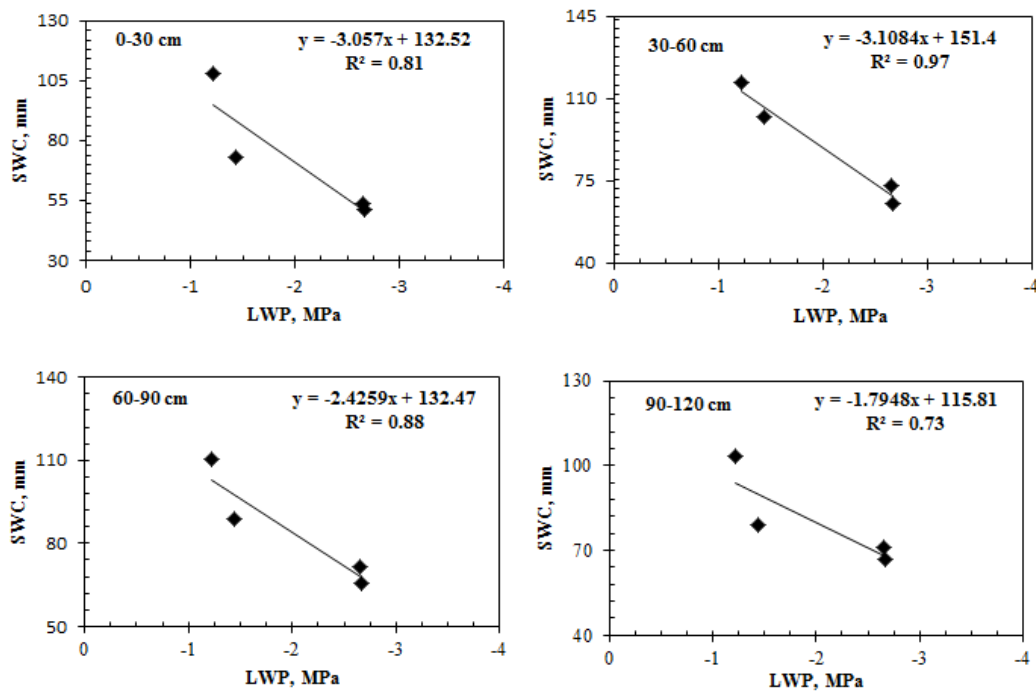 0-30 cm
y = -3.057x + 132.52
R² = 0.81
130
105
80
55
30
SWC, mm
0 -1 -2 -3 -4
LWP, MPa
30-60 cm
y = -3.1084x + 151.4
R² = 0.97
145
110
75
40
SWC, mm
0 -1 -2 -3 -4
LWP, MPa
60-90 cm
y = -2.4259x + 132.47
R² = 0.88
140
110
80
50
SWC, mm
0 -1 -2 -3 -4
LWP, MPa
90-120 cm
y = -1.7948x + 115.81
R² = 0.73
130
100
70
40
SWC, mm
0 -1 -2 -3 -4
LWP, MPa